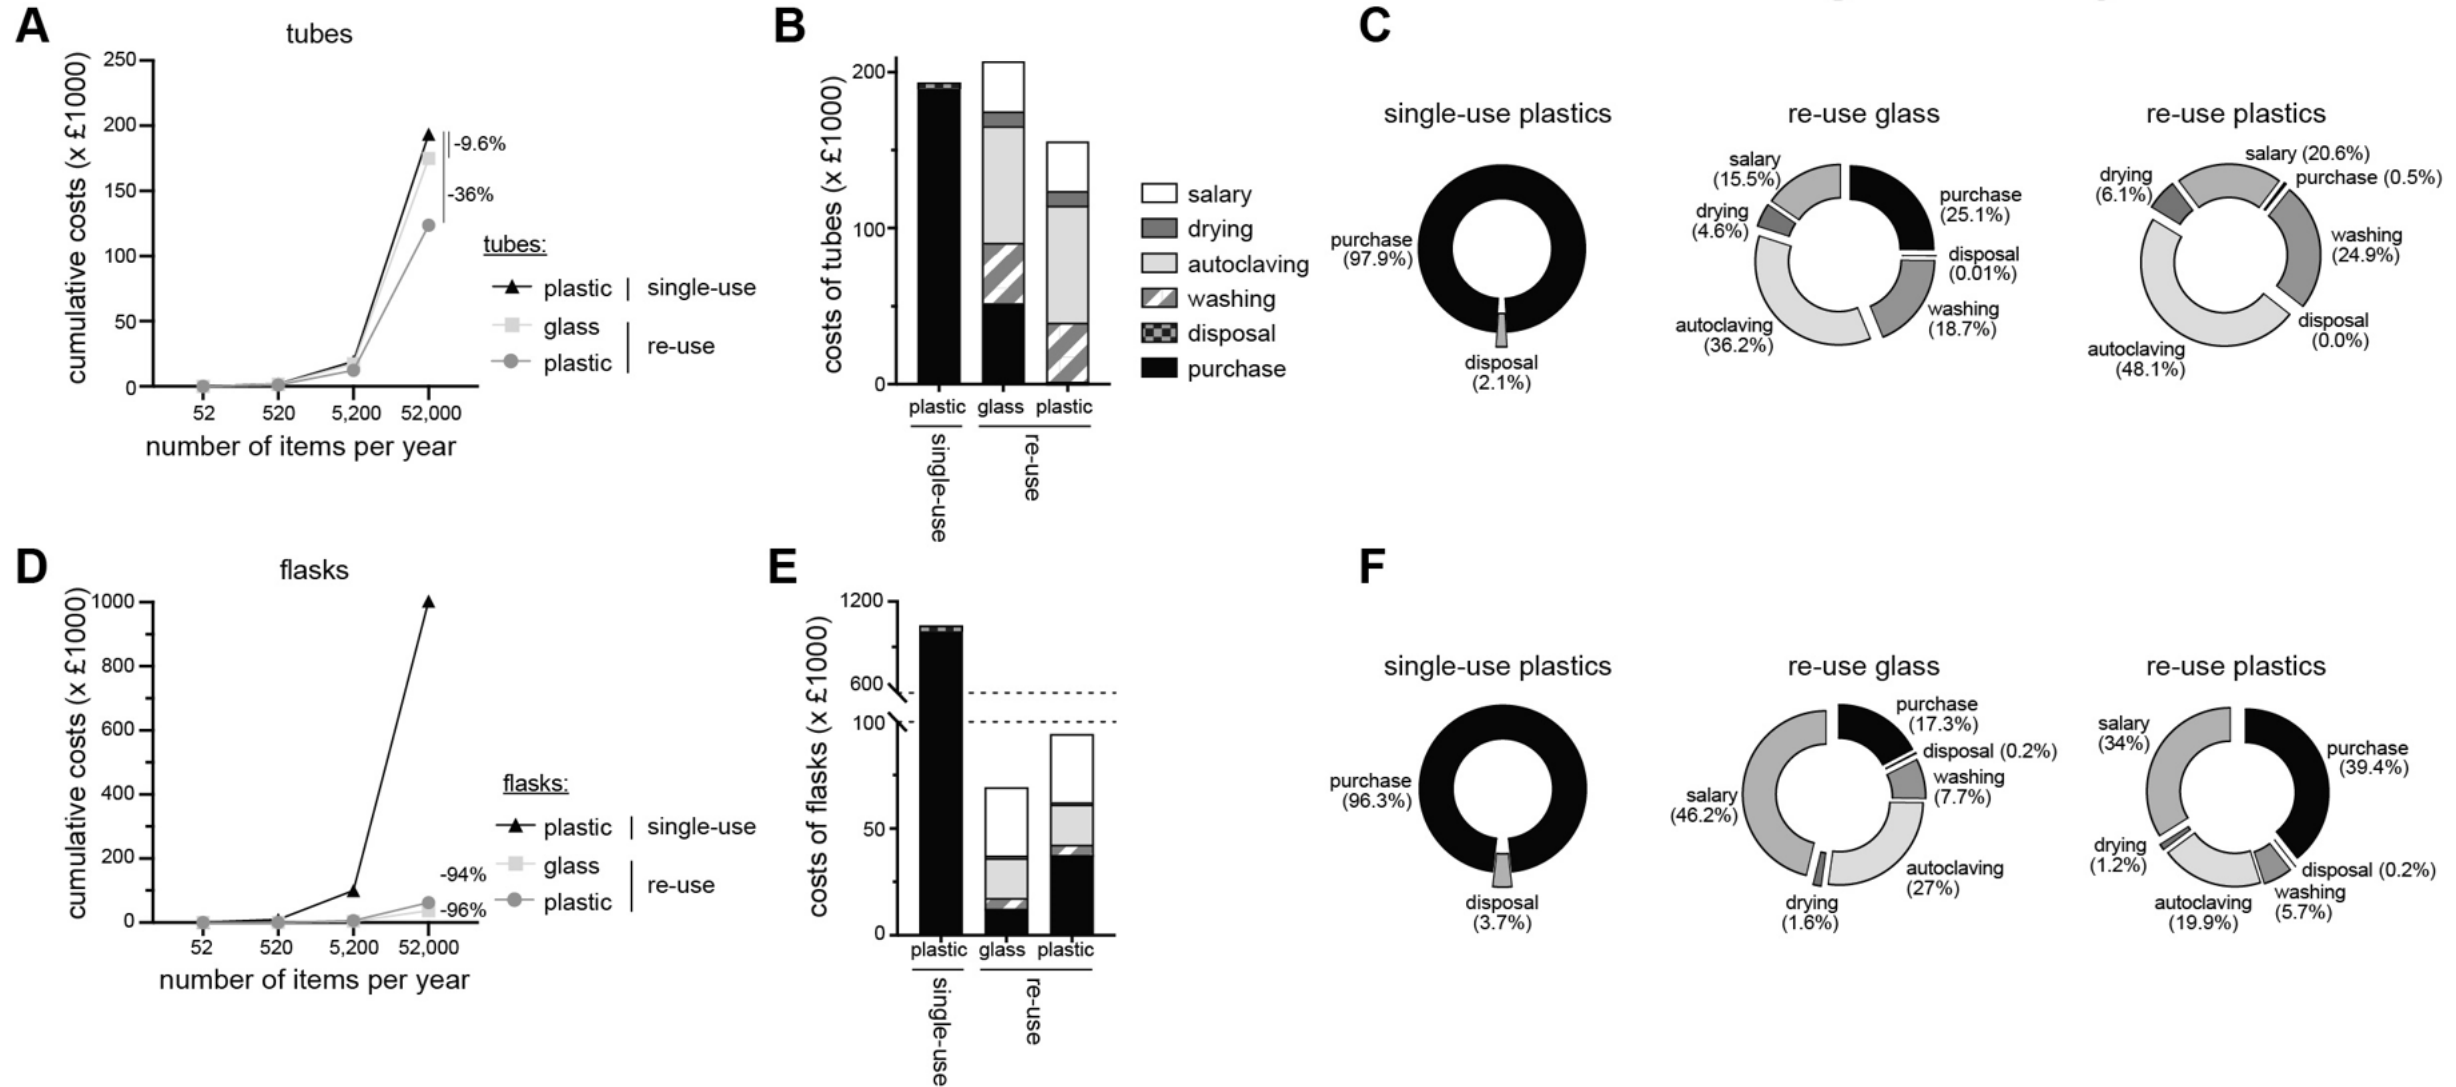 A
tubes
cumulative costs (x £1000)
250
200
150
100
50
0
52
520
5,200
52,000
number of items per year
-9.6%
-36%
tubes:
plastic
single-use
glass
plastic
re-use
B
costs of tubes (x £1000)
200
100
0
plastic
glass
plastic
single-use
re-use
salary
drying
autoclaving
washing
disposal
purchase
C
single-use plastics
purchase
(97.9%)
disposal
(2.1%)
re-use glass
salary
(15.5%)
drying
(4.6%)
autoclaving
(36.2%)
purchase
(25.1%)
disposal
(0.01%)
washing
(18.7%)
re-use plastics
salary (20.6%)
purchase (0.5%)
drying
(6.1%)
washing
(24.9%)
disposal
(0.0%)
autoclaving
(48.1%)
D
flasks
cumulative costs (x £1000)
1000
800
600
400
200
0
52
520
5,200
52,000
number of items per year
-94%
-96%
flasks:
plastic
single-use
glass
plastic
re-use
E
costs of flasks (x £1000)
1200
600
100
50
0
plastic
glass
plastic
single-use
re-use
F
single-use plastics
purchase
(96.3%)
disposal
(3.7%)
re-use glass
purchase
(17.3%)
disposal (0.2%)
washing
(7.7%)
salary
(46.2%)
autoclaving
(27%)
drying
(1.6%)
re-use plastics
salary
(34%)
purchase
(39.4%)
drying
(1.2%)
disposal (0.2%)
washing
(5.7%)
autoclaving
(19.9%)